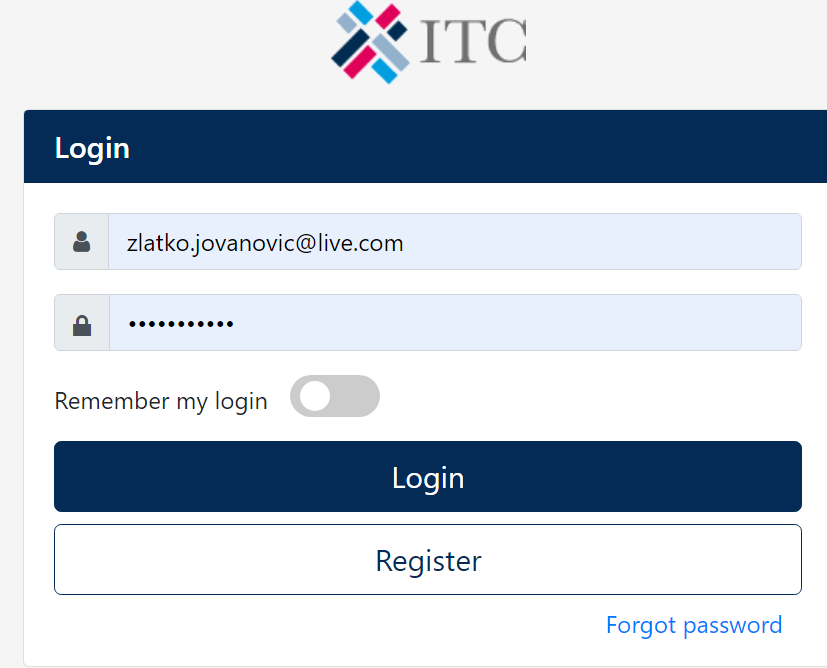 ITC
Login
zlatko.jovanovic@live.com
•••••••••••
Remember my login
Login
Register
Forgot password